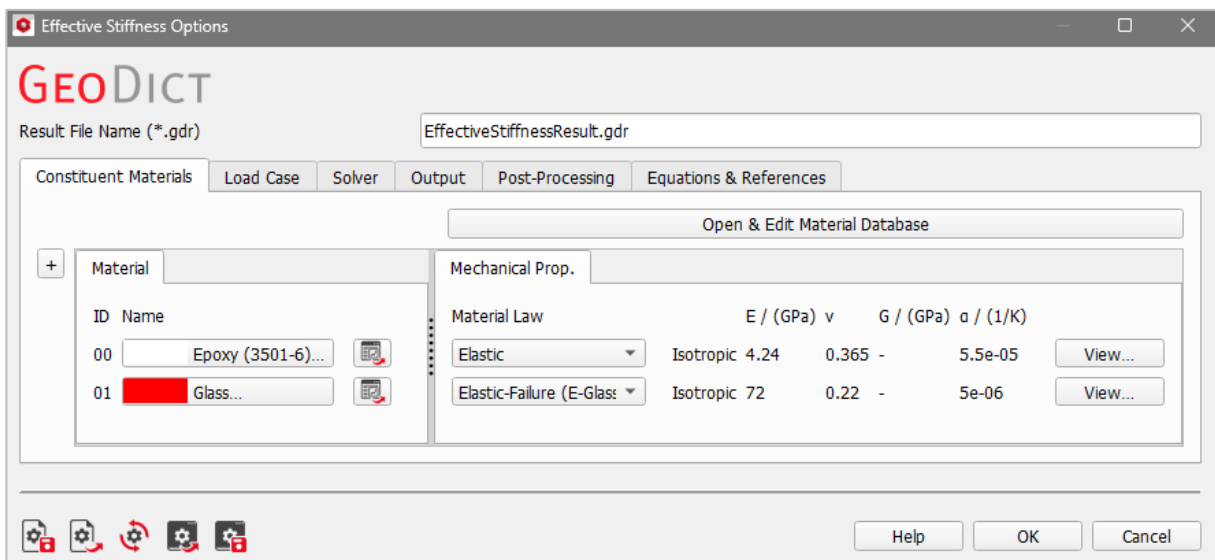 Effective Stiffness Options
GEODICT
Result File Name (*.gdr) EffectiveStiffnessResult.gdr
Constituent Materials Load Case Solver Output Post-Processing Equations & References
Open & Edit Material Database
+ Material Mechanical Prop.
ID Name Material Law E / (GPa) ν G / (GPa) α / (1/K)
00 Epoxy (3501-6)... Elastic Isotropic 4.24 0.365 - 5.5e-05 View...
01 Glass... Elastic-Failure (E-Glass Isotropic 72 0.22 - 5e-06 View...
Help OK Cancel